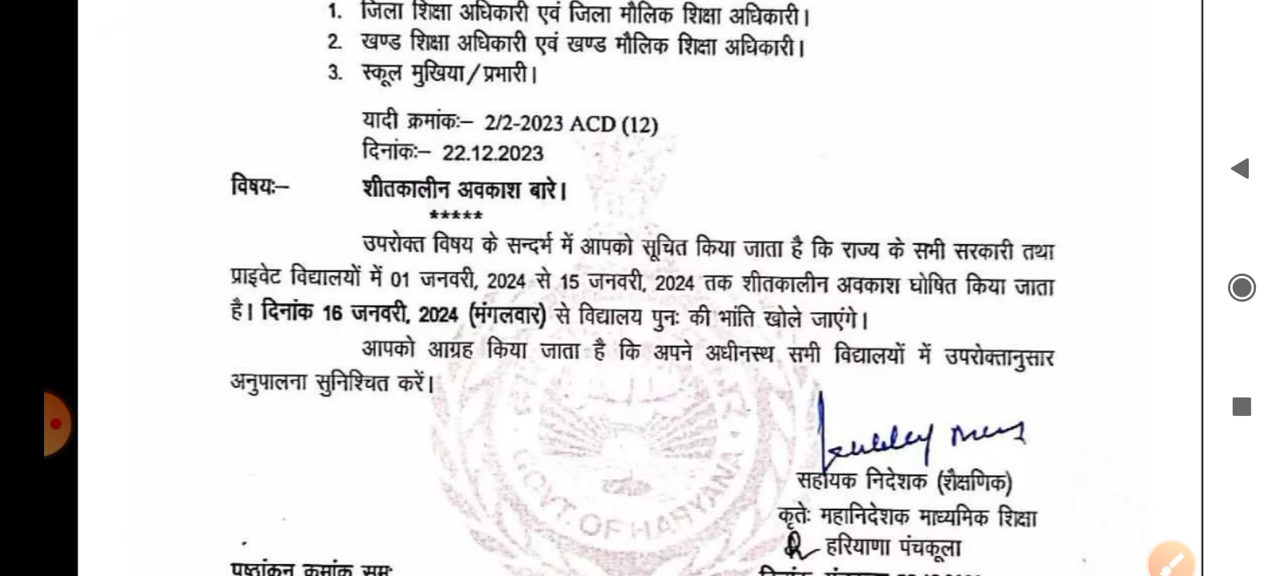 1. जिला शिक्षा अधिकारी एवं जिला मौलिक शिक्षा अधिकारी।
2. खण्ड शिक्षा अधिकारी एवं खण्ड मौलिक शिक्षा अधिकारी।
3. स्कूल मुखिया/प्रभारी।
यादी क्रमांकः– 2/2-2023 ACD (12)
दिनांकः– 22.12.2023
विषयः– शीतकालीन अवकाश बारे।
*****
उपरोक्त विषय के सन्दर्भ में आपको सूचित किया जाता है कि राज्य के सभी सरकारी तथा
प्राइवेट विद्यालयों में 01 जनवरी, 2024 से 15 जनवरी, 2024 तक शीतकालीन अवकाश घोषित किया जाता
है। दिनांक 16 जनवरी, 2024 (मंगलवार) से विद्यालय पुनः की भांति खोले जाएंगे।
आपको आग्रह किया जाता है कि अपने अधीनस्थ सभी विद्यालयों में उपरोक्तानुसार
अनुपालना सुनिश्चित करें।
सहायक निदेशक (शैक्षणिक)
कृतेः महानिदेशक माध्यमिक शिक्षा
हरियाणा पंचकूला
GOVT. OF HARYANA
पृष्ठांकन क्रमांक सम